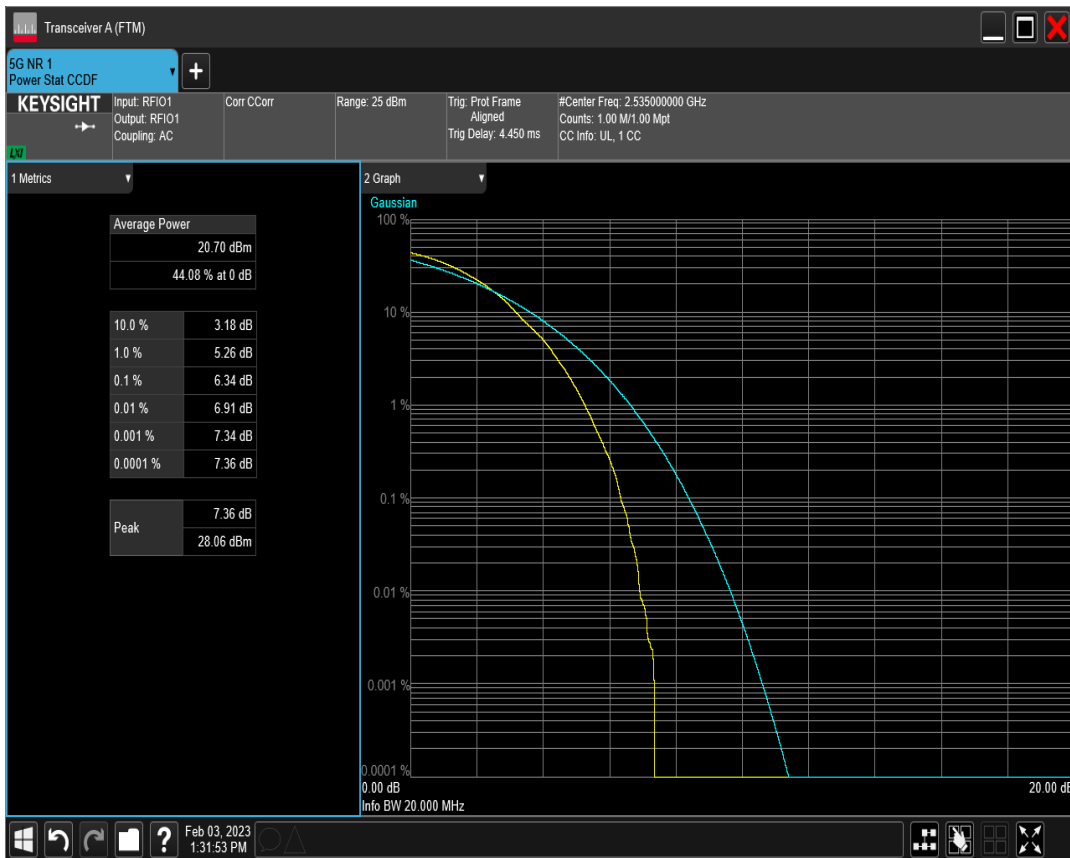 Transceiver A (FTM)
5G NR 1
Power Stat CCDF
+
KEYSIGHT
LXI
Input: RFIO1
Output: RFIO1
Coupling: AC
Corr CCorr
Range: 25 dBm
Trig: Prot Frame
Aligned
Trig Delay: 4.450 ms
#Center Freq: 2.535000000 GHz
Counts: 1.00 M/1.00 Mpt
CC Info: UL, 1 CC
1 Metrics
Average Power
20.70 dBm
44.08 % at 0 dB
10.0 % 3.18 dB
1.0 % 5.26 dB
0.1 % 6.34 dB
0.01 % 6.91 dB
0.001 % 7.34 dB
0.0001 % 7.36 dB
Peak
7.36 dB
28.06 dBm
2 Graph
Gaussian
100 %
10 %
1 %
0.1 %
0.01 %
0.001 %
0.0001 %
0.00 dB 20.00 dB
Info BW 20.000 MHz
?
Feb 03, 2023
1:31:53 PM